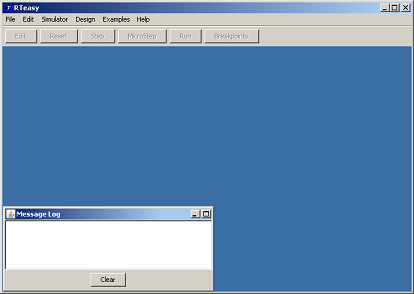 RTeasy
File Edit Simulator Design Examples Help
Edit Reset Step MicroStep Run Breakpoints
Message Log
Clear